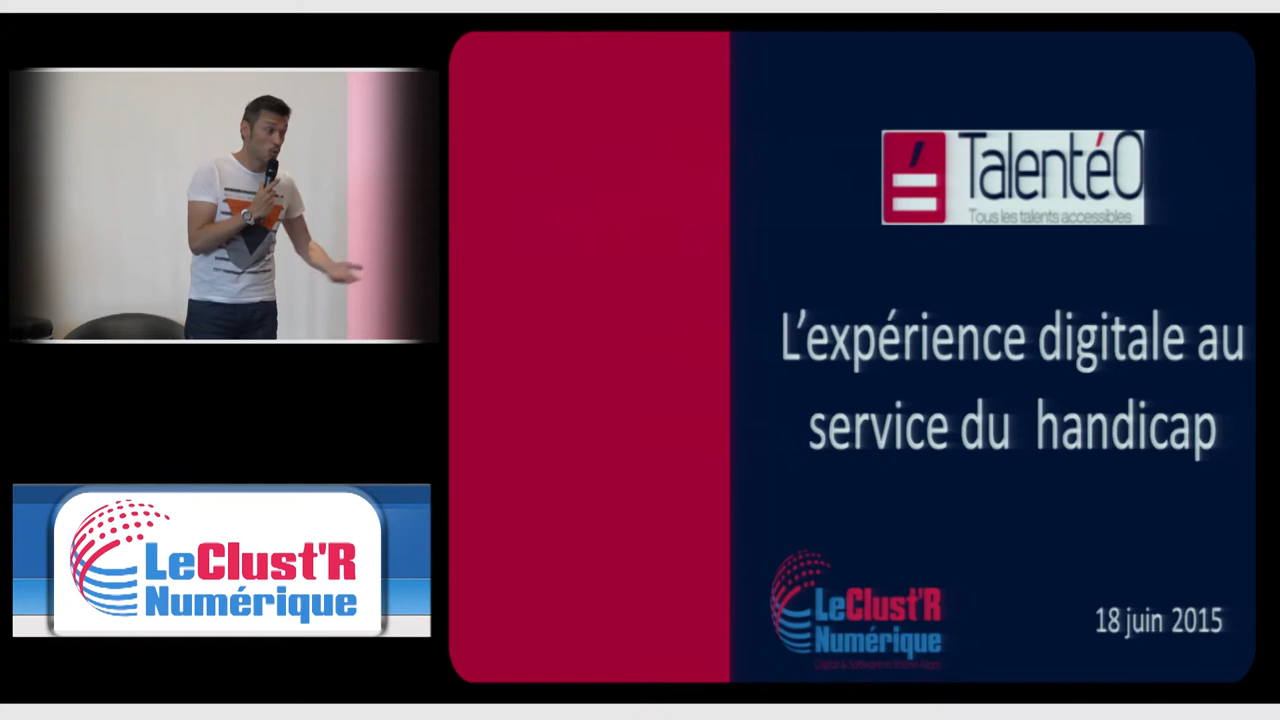 TalentéO
Tous les talents accessibles
L'expérience digitale au
service du handicap
LeClust'R
Numérique
18 juin 2015
LeClust'R
Numérique